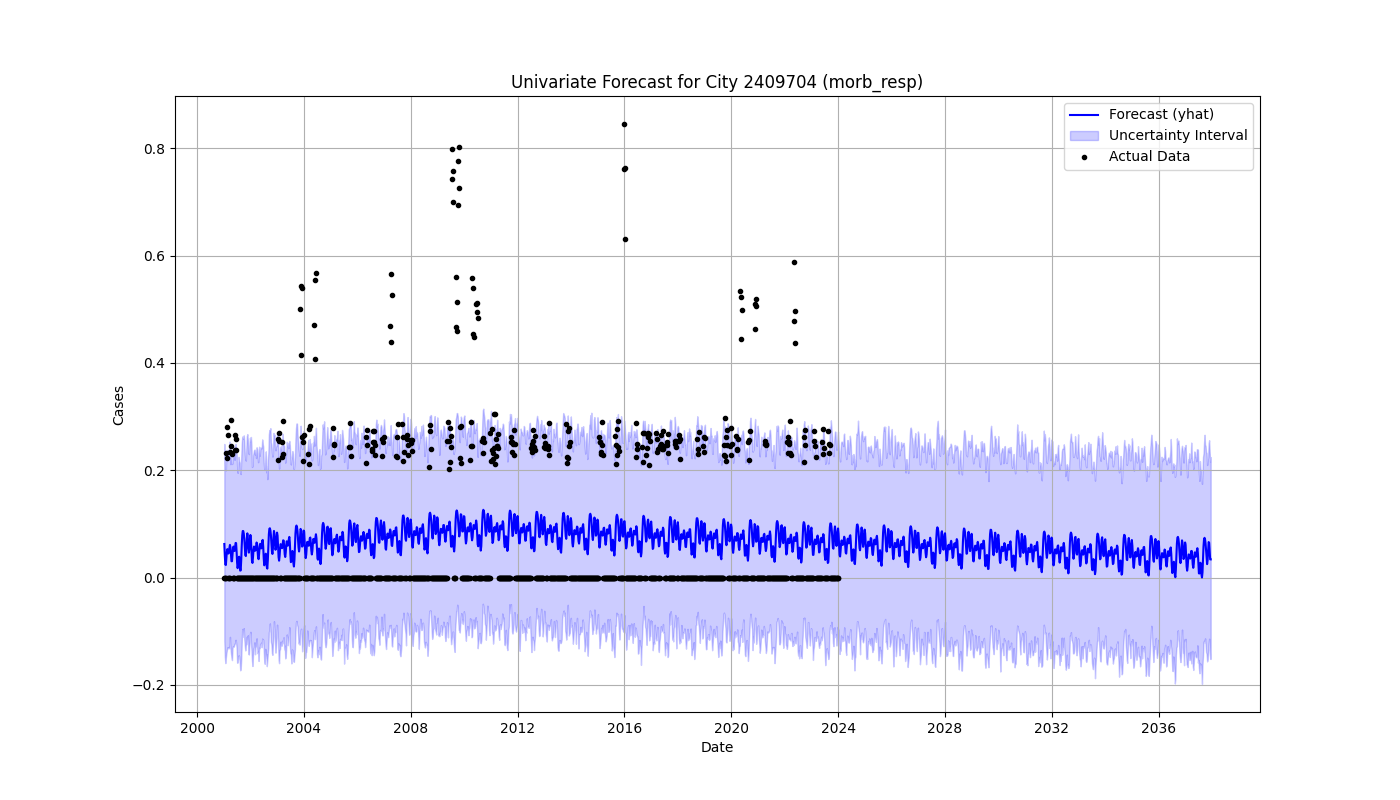 Univariate Forecast for City 2409704 (morb_resp)
Forecast (yhat)
Uncertainty Interval
Actual Data
Cases
0.8
0.6
0.4
0.2
0.0
−0.2
2000 2004 2008 2012 2016 2020 2024 2028 2032 2036
Date